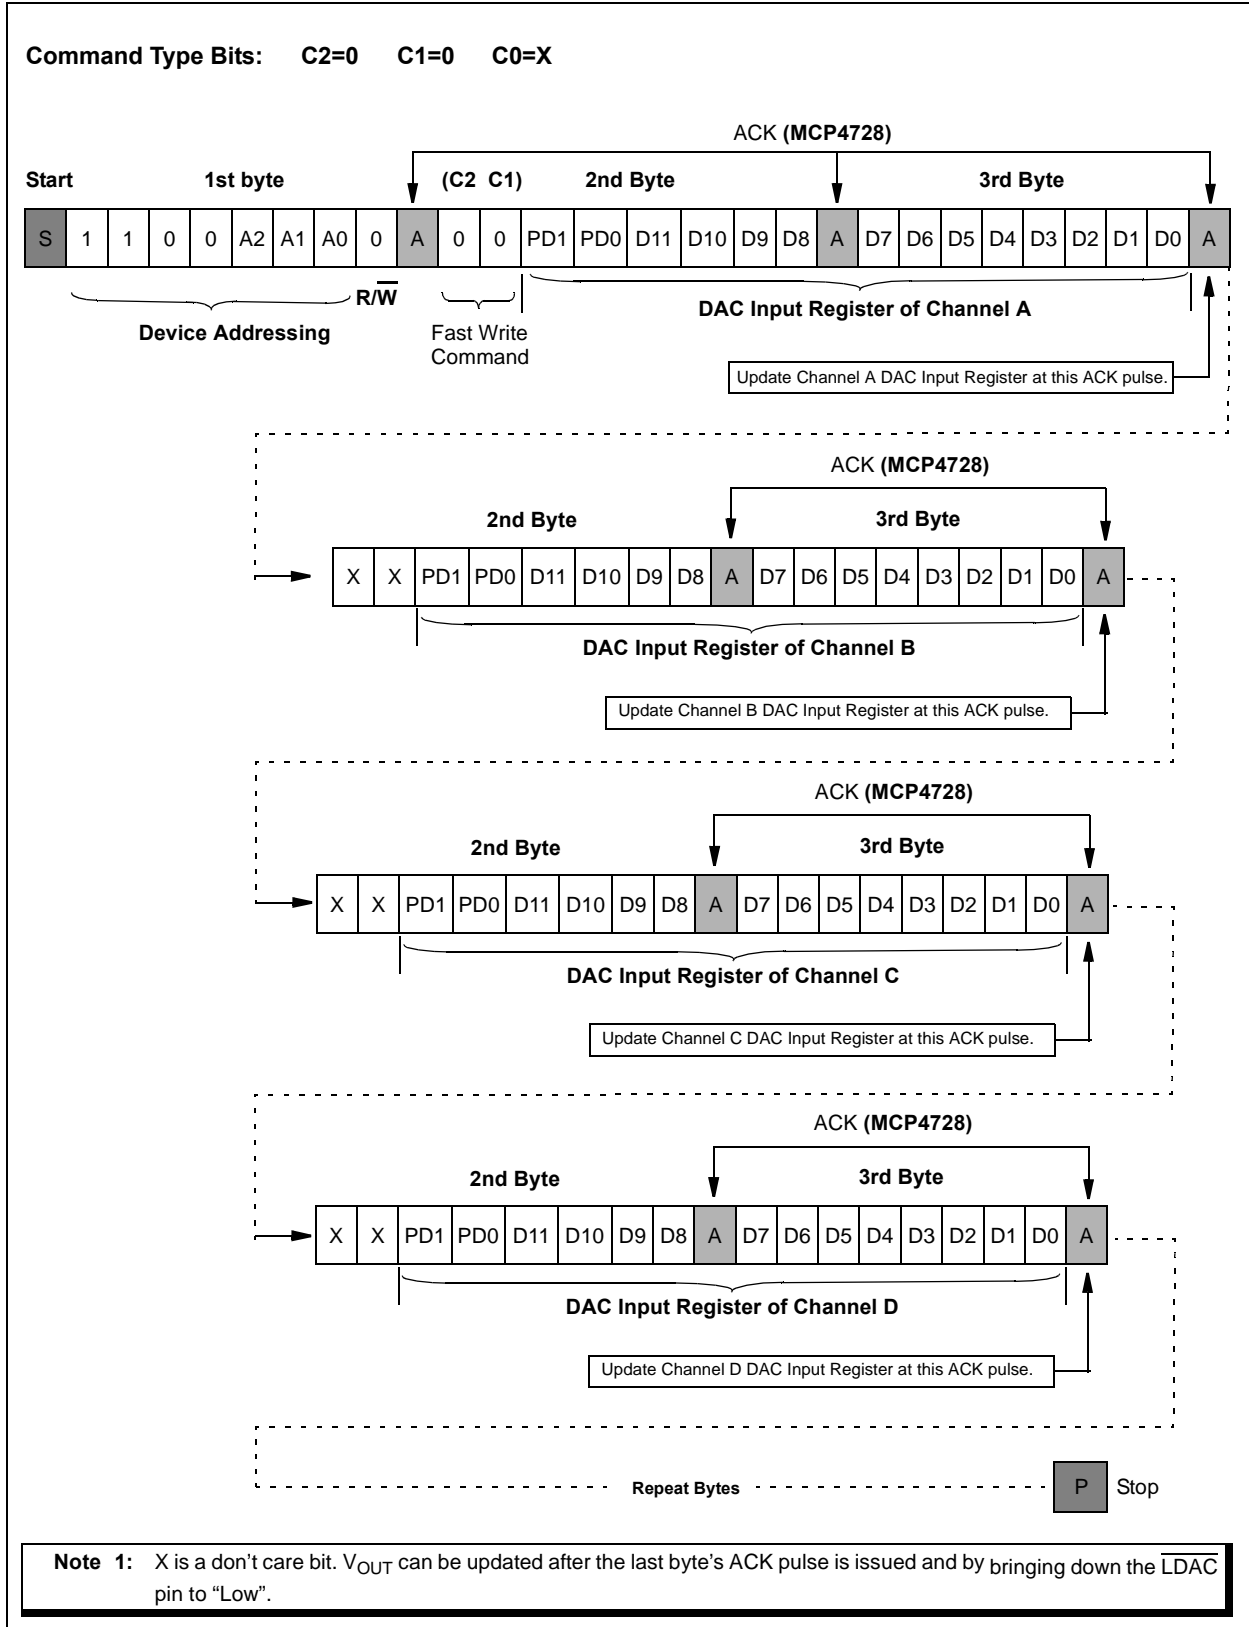 Command Type Bits: C2=0 C1=0 C0=X
ACK (MCP4728)
Start 1st byte (C2 C1) 2nd Byte 3rd Byte
S 1 1 0 0 A2 A1 A0 0 A 0 0 PD1 PD0 D11 D10 D9 D8 A D7 D6 D5 D4 D3 D2 D1 D0 A
R/W
DAC Input Register of Channel A
Device Addressing
Fast Write
Command
Update Channel A DAC Input Register at this ACK pulse.
ACK (MCP4728)
2nd Byte 3rd Byte
X X PD1 PD0 D11 D10 D9 D8 A D7 D6 D5 D4 D3 D2 D1 D0 A
DAC Input Register of Channel B
Update Channel B DAC Input Register at this ACK pulse.
ACK (MCP4728)
2nd Byte 3rd Byte
X X PD1 PD0 D11 D10 D9 D8 A D7 D6 D5 D4 D3 D2 D1 D0 A
DAC Input Register of Channel C
Update Channel C DAC Input Register at this ACK pulse.
ACK (MCP4728)
2nd Byte 3rd Byte
X X PD1 PD0 D11 D10 D9 D8 A D7 D6 D5 D4 D3 D2 D1 D0 A
DAC Input Register of Channel D
Update Channel D DAC Input Register at this ACK pulse.
Repeat Bytes P Stop
Note 1: X is a don't care bit. VOUT can be updated after the last byte's ACK pulse is issued and by bringing down the LDAC
pin to “Low”.